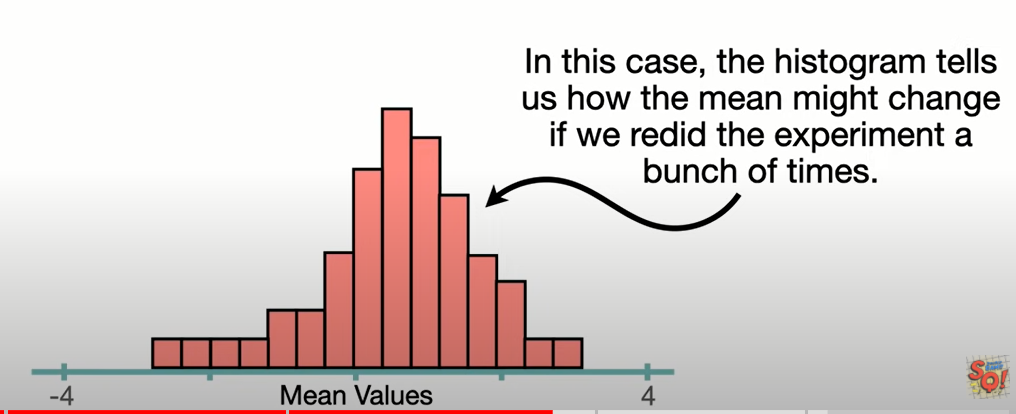 In this case, the histogram tells
us how the mean might change
if we redid the experiment a
bunch of times.
-4
Mean Values
4
SQ!